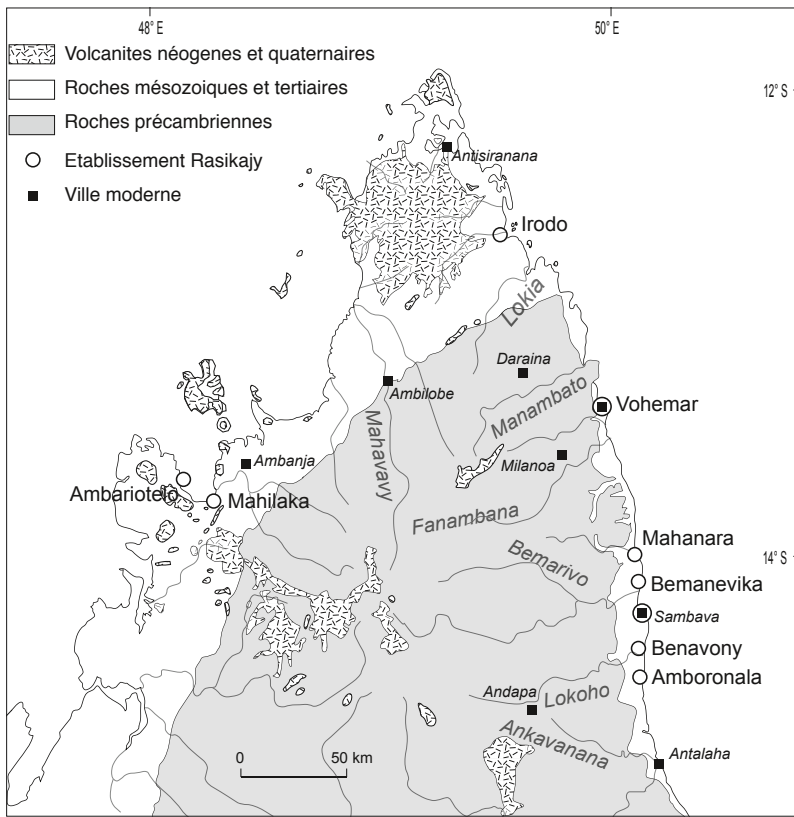 48° E
50° E
Volcanites néogenes et quaternaires
Roches mésozoiques et tertiaires
Roches précambriennes
Etablissement Rasikajy
Ville moderne
12° S
Antisiranana
Irodo
Lokia
Daraina
Ambilobe
Manambato
Vohemar
Mahavavy
Milanoa
Ambanja
Ambariotelo
Mahilaka
Fanambana
Mahanara
14° S
Bemarivo
Bemanevika
Sambava
Benavony
Amboronala
Andapa
Lokoho
Ankavanana
Antalaha
0
50 km